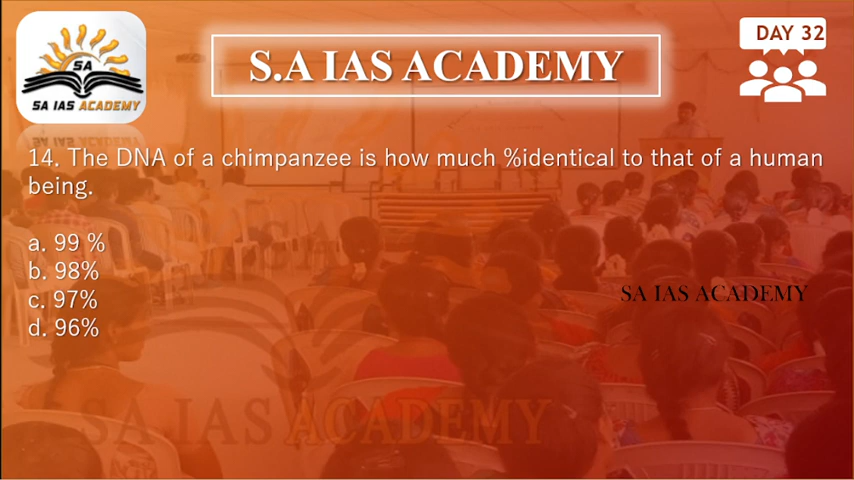 SA
SA IAS ACADEMY
S.A IAS ACADEMY
DAY 32
14. The DNA of a chimpanzee is how much %identical to that of a human
being.
a. 99 %
b. 98%
c. 97%
d. 96%
SA IAS ACADEMY
SA
SA IAS ACADEMY